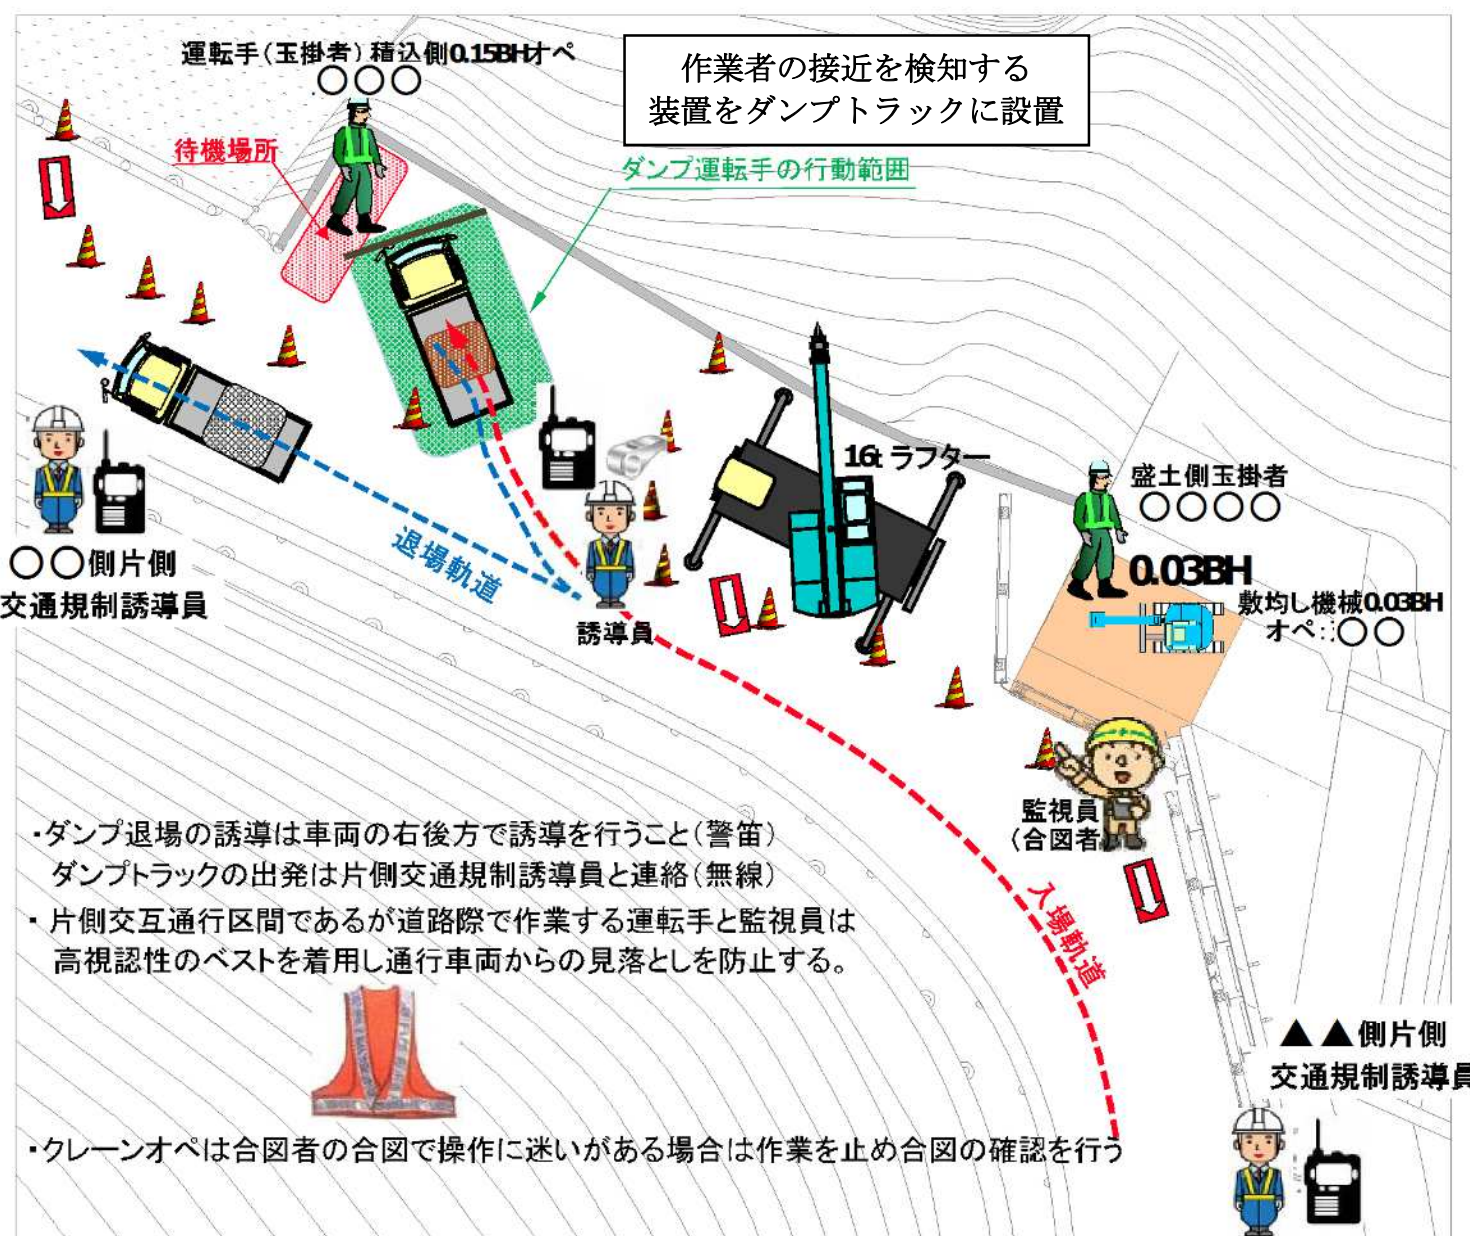 運転手(玉掛者)積込側0.15BHオペ
○○○
作業者の接近を検知する
装置をダンプトラックに設置
待機場所
ダンプ運転手の行動範囲
16t ラフター
盛土側玉掛者
○○○○
0.03BH
敷均し機械0.03BH
オペ:○○
退場軌道
○○側片側
交通規制誘導員
誘導員
監視員
(合図者)
入場軌道
・ダンプ退場の誘導は車両の右後方で誘導を行うこと(警笛)
ダンプトラックの出発は片側交通規制誘導員と連絡(無線)
・片側交互通行区間であるが道路際で作業する運転手と監視員は
高視認性のベストを着用し通行車両からの見落としを防止する。
▲▲側片側
交通規制誘導員
・クレーンオペは合図者の合図で操作に迷いがある場合は作業を止め合図の確認を行う